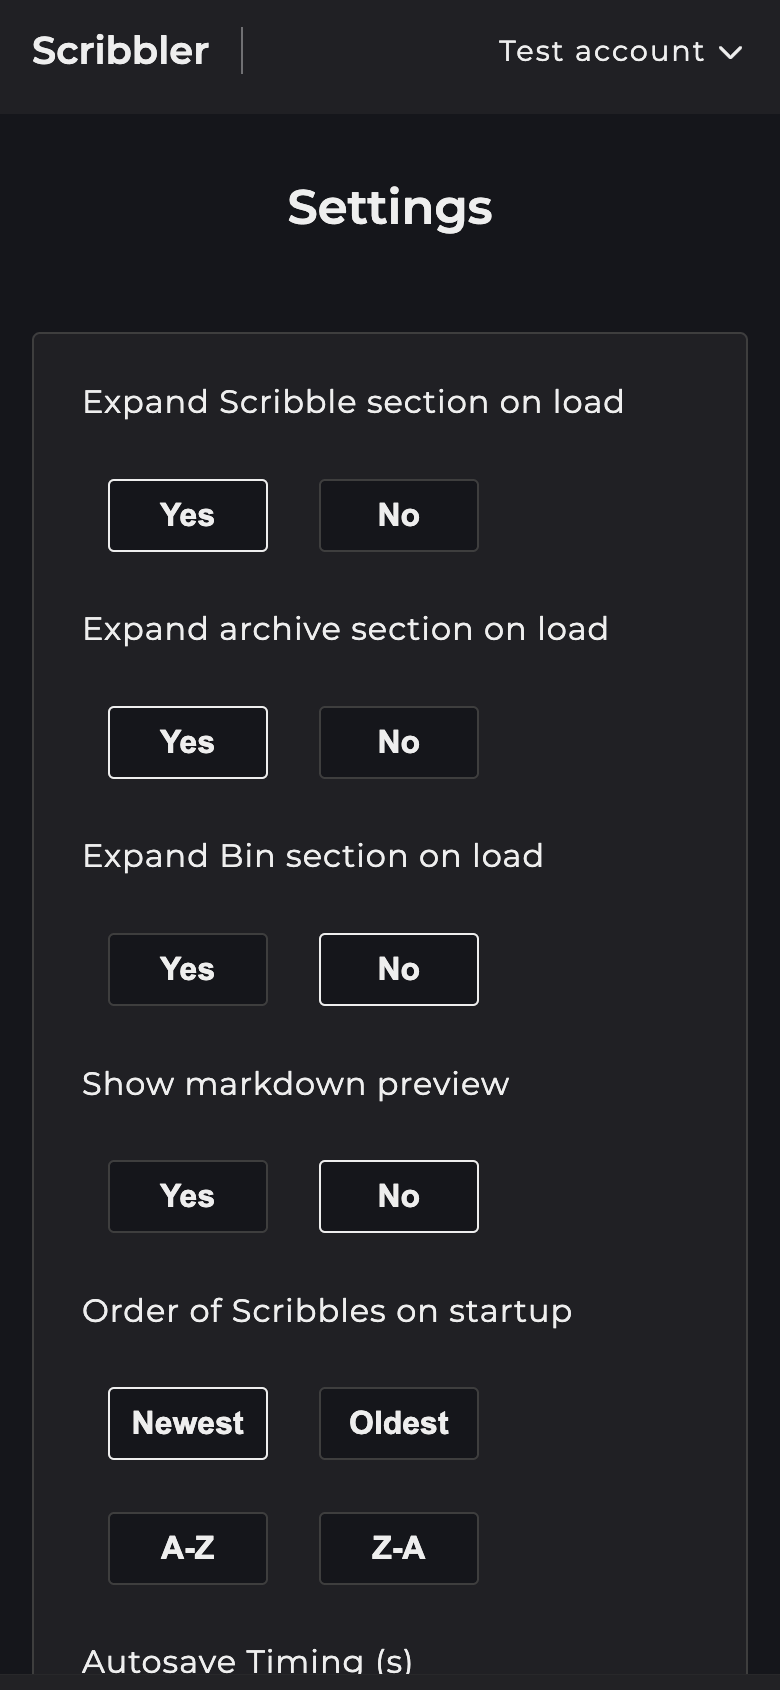 Scribbler
Test account
Settings
Expand Scribble section on load
Yes No
Expand archive section on load
Yes No
Expand Bin section on load
Yes No
Show markdown preview
Yes No
Order of Scribbles on startup
Newest Oldest
A-Z Z-A
Autosave Timing (s)